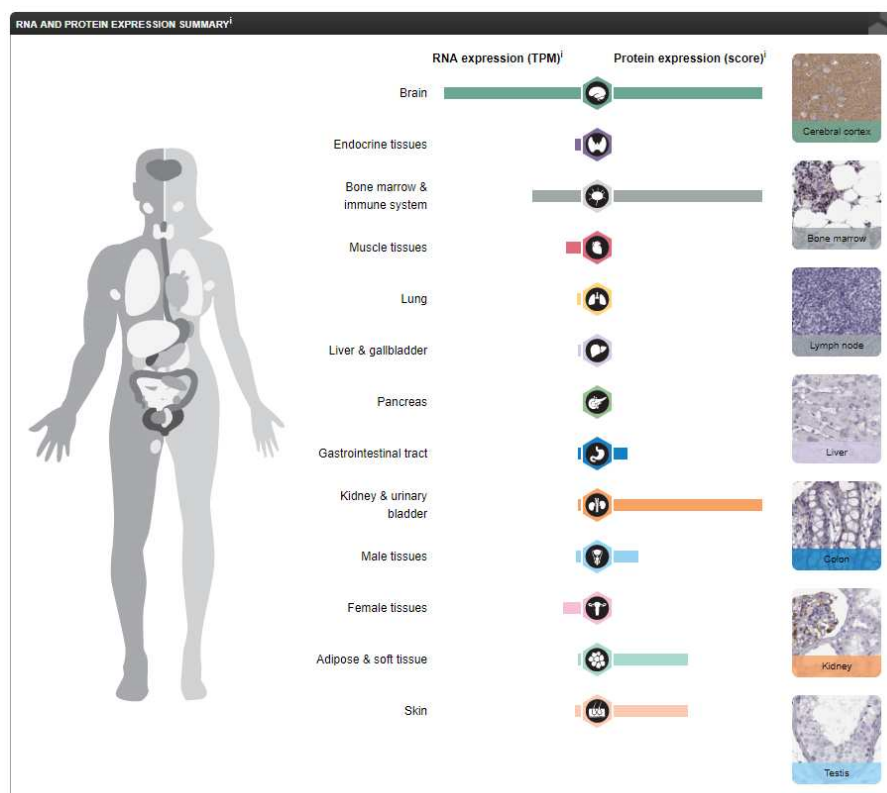 RNA AND PROTEIN EXPRESSION SUMMARYi
RNA expression (TPM)i
Protein expression (score)i
Brain
Endocrine tissues
Bone marrow &
immune system
Muscle tissues
Lung
Liver & gallbladder
Pancreas
Gastrointestinal tract
Kidney & urinary
bladder
Male tissues
Female tissues
Adipose & soft tissue
Skin
Cerebral cortex
Bone marrow
Lymph node
Liver
Colon
Kidney
Testis